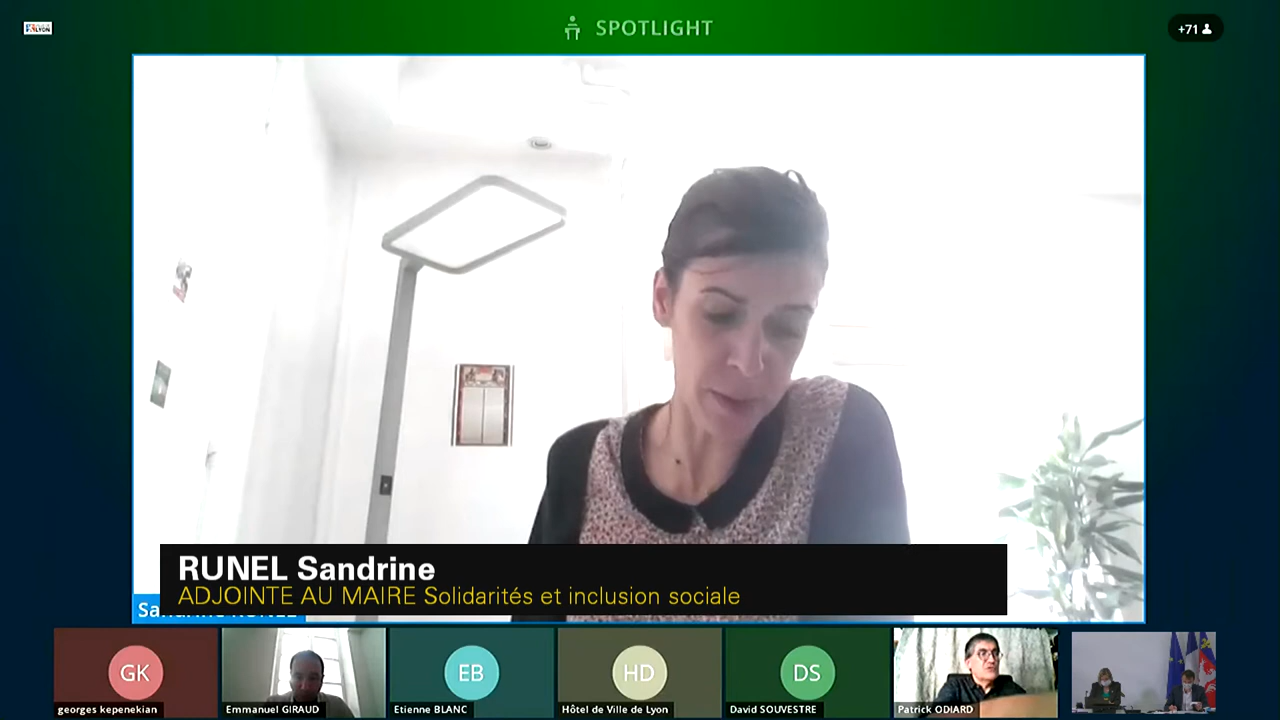 LYON
SPOTLIGHT
+71
RUNEL Sandrine
ADJOINTE AU MAIRE Solidarités et inclusion sociale
GK
EB
HD
DS
georges kepenekian
Emmanuel GIRAUD
Etienne BLANC
Hôtel de Ville de Lyon
David SOUVESTRE
Patrick ODIARD